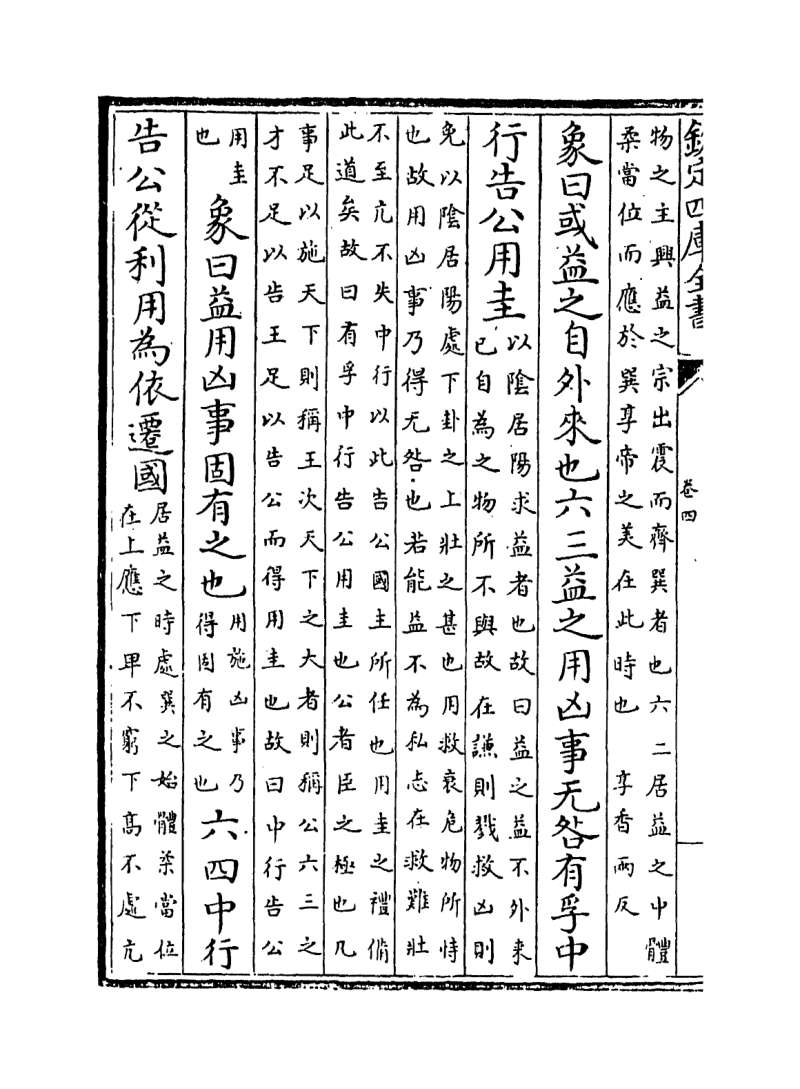 欽定四庫全書
卷四
物之主興益之宗出震而齊巽者也六二居益之中體
柔當位而應於巽享帝之美在此時也　享香兩反
象曰或益之自外來也六三益之用凶事无咎有孚中
行告公用圭
以陰居陽求益者也故曰益之益不外来
已自為之物所不與故在謙則戮救凶則
免以陰居陽處下卦之上壯之甚也用救衰危物所恃
也故用凶事乃得无咎也若能益不為私志在救難壯
不至亢不失中行以此告公國主所任也用圭之禮備
此道矣故曰有孚中行告公用圭也公者臣之極也凡
事足以施天下則稱王次天下之大者則稱公六三之
才不足以告王足以告公而得用圭也故曰中行告公
用圭
也
象曰益用凶事固有之也
用施凶事乃
得固有之也
六四中行
告公從利用為依遷國
居益之時處巽之始體柔當位
在上應下卑不窮下髙不處亢